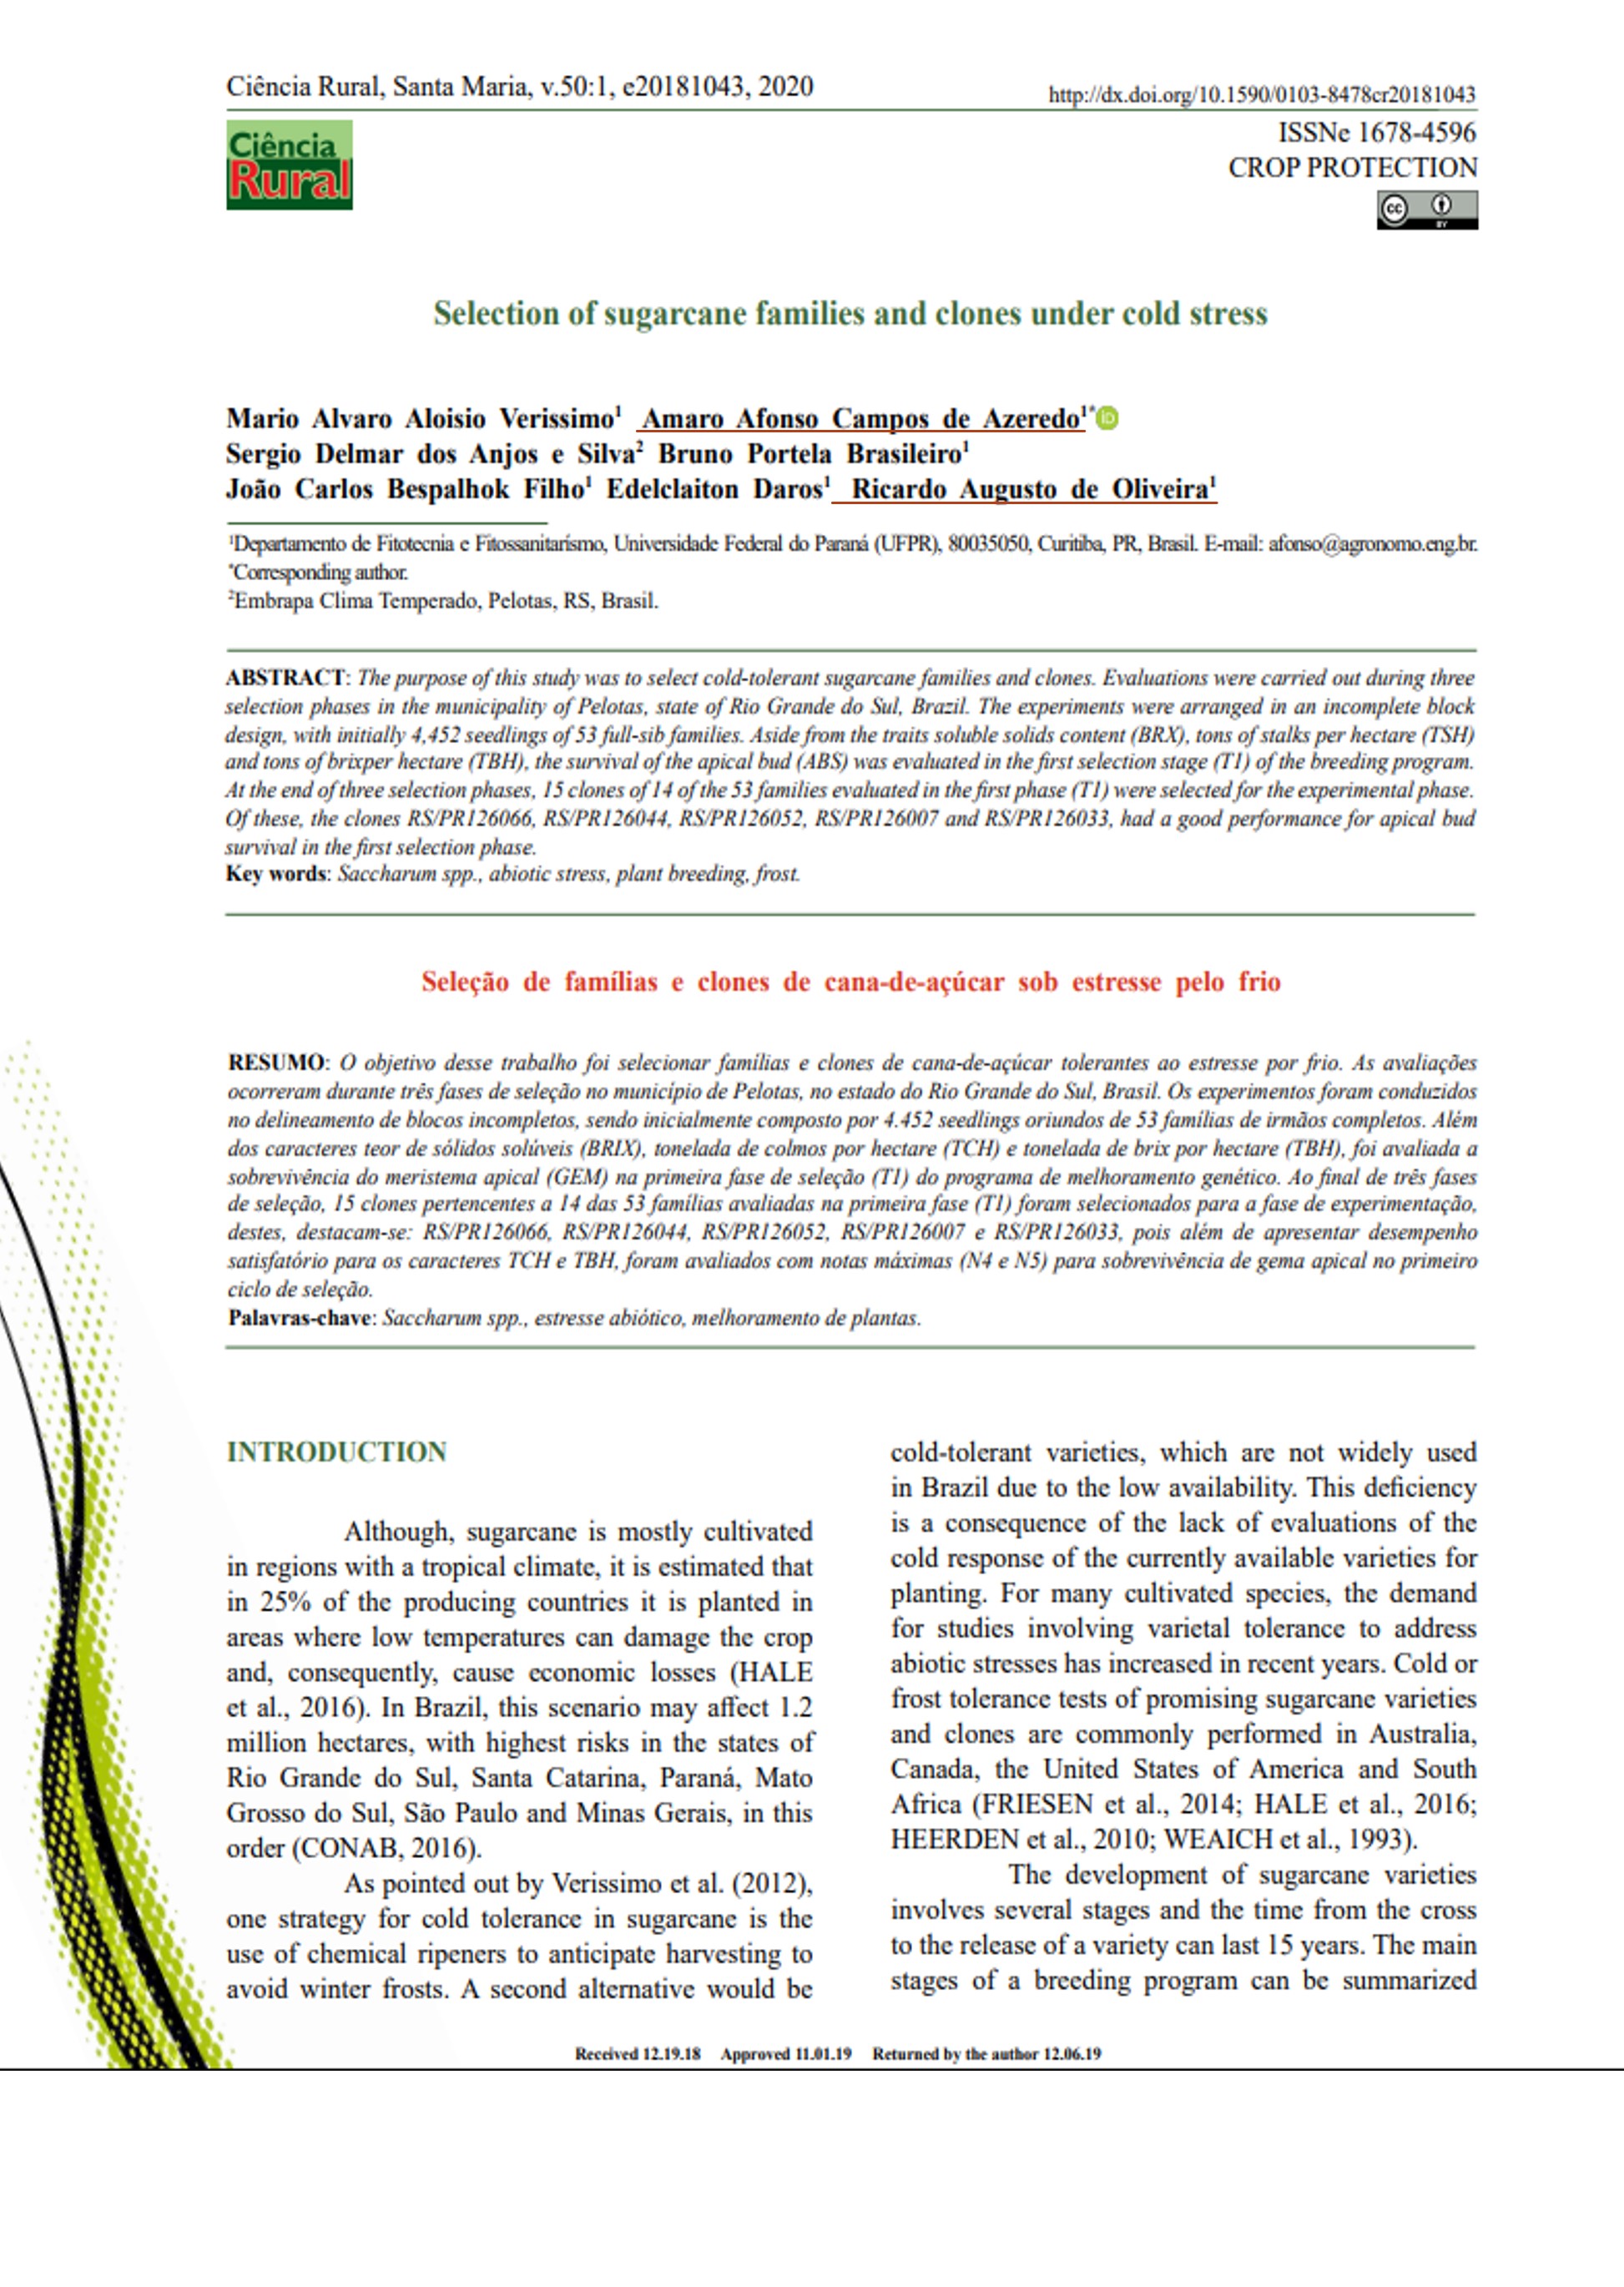 Ciência Rural, Santa Maria, v.50:1, e20181043, 2020
http://dx.doi.org/10.1590/0103-8478cr20181043
Ciência
Rural
ISSNe 1678-4596
CROP PROTECTION
cc
BY
Selection of sugarcane families and clones under cold stress
Mario Alvaro Aloisio Verissimo¹ Amaro Afonso Campos de Azeredo¹* iD
Sergio Delmar dos Anjos e Silva² Bruno Portela Brasileiro¹
João Carlos Bespalhok Filho¹ Edelclaiton Daros¹ Ricardo Augusto de Oliveira¹
¹Departamento de Fitotecnia e Fitossanitarismo, Universidade Federal do Paraná (UFPR), 80035050, Curitiba, PR, Brasil. E-mail: afonso@agronomo.eng.br.
*Corresponding author.
²Embrapa Clima Temperado, Pelotas, RS, Brasil.
ABSTRACT: The purpose of this study was to select cold-tolerant sugarcane families and clones. Evaluations were carried out during three
selection phases in the municipality of Pelotas, state of Rio Grande do Sul, Brazil. The experiments were arranged in an incomplete block
design, with initially 4,452 seedlings of 53 full-sib families. Aside from the traits soluble solids content (BRX), tons of stalks per hectare (TSH)
and tons of brixper hectare (TBH), the survival of the apical bud (ABS) was evaluated in the first selection stage (T1) of the breeding program.
At the end of three selection phases, 15 clones of 14 of the 53 families evaluated in the first phase (T1) were selected for the experimental phase.
Of these, the clones RS/PR126066, RS/PR126044, RS/PR126052, RS/PR126007 and RS/PR126033, had a good performance for apical bud
survival in the first selection phase.
Key words: Saccharum spp., abiotic stress, plant breeding, frost.
Seleção de famílias e clones de cana-de-açúcar sob estresse pelo frio
RESUMO: O objetivo desse trabalho foi selecionar famílias e clones de cana-de-açúcar tolerantes ao estresse por frio. As avaliações
ocorreram durante três fases de seleção no município de Pelotas, no estado do Rio Grande do Sul, Brasil. Os experimentos foram conduzidos
no delineamento de blocos incompletos, sendo inicialmente composto por 4.452 seedlings oriundos de 53 famílias de irmãos completos. Além
dos caracteres teor de sólidos solúveis (BRIX), tonelada de colmos por hectare (TCH) e tonelada de brix por hectare (TBH), foi avaliada a
sobrevivência do meristema apical (GEM) na primeira fase de seleção (T1) do programa de melhoramento genético. Ao final de três fases
de seleção, 15 clones pertencentes a 14 das 53 famílias avaliadas na primeira fase (T1) foram selecionados para a fase de experimentação,
destes, destacam-se: RS/PR126066, RS/PR126044, RS/PR126052, RS/PR126007 e RS/PR126033, pois além de apresentar desempenho
satisfatório para os caracteres TCH e TBH, foram avaliados com notas máximas (N4 e N5) para sobrevivência de gema apical no primeiro
ciclo de seleção.
Palavras-chave: Saccharum spp., estresse abiótico, melhoramento de plantas.
INTRODUCTION
Although, sugarcane is mostly cultivated
in regions with a tropical climate, it is estimated that
in 25% of the producing countries it is planted in
areas where low temperatures can damage the crop
and, consequently, cause economic losses (HALE
et al., 2016). In Brazil, this scenario may affect 1.2
million hectares, with highest risks in the states of
Rio Grande do Sul, Santa Catarina, Paraná, Mato
Grosso do Sul, São Paulo and Minas Gerais, in this
order (CONAB, 2016).
As pointed out by Verissimo et al. (2012),
one strategy for cold tolerance in sugarcane is the
use of chemical ripeners to anticipate harvesting to
avoid winter frosts. A second alternative would be
cold-tolerant varieties, which are not widely used
in Brazil due to the low availability. This deficiency
is a consequence of the lack of evaluations of the
cold response of the currently available varieties for
planting. For many cultivated species, the demand
for studies involving varietal tolerance to address
abiotic stresses has increased in recent years. Cold or
frost tolerance tests of promising sugarcane varieties
and clones are commonly performed in Australia,
Canada, the United States of America and South
Africa (FRIESEN et al., 2014; HALE et al., 2016;
HEERDEN et al., 2010; WEAICH et al., 1993).
The development of sugarcane varieties
involves several stages and the time from the cross
to the release of a variety can last 15 years. The main
stages of a breeding program can be summarized
Received 12.19.18 Approved 11.01.19 Returned by the author 12.06.19